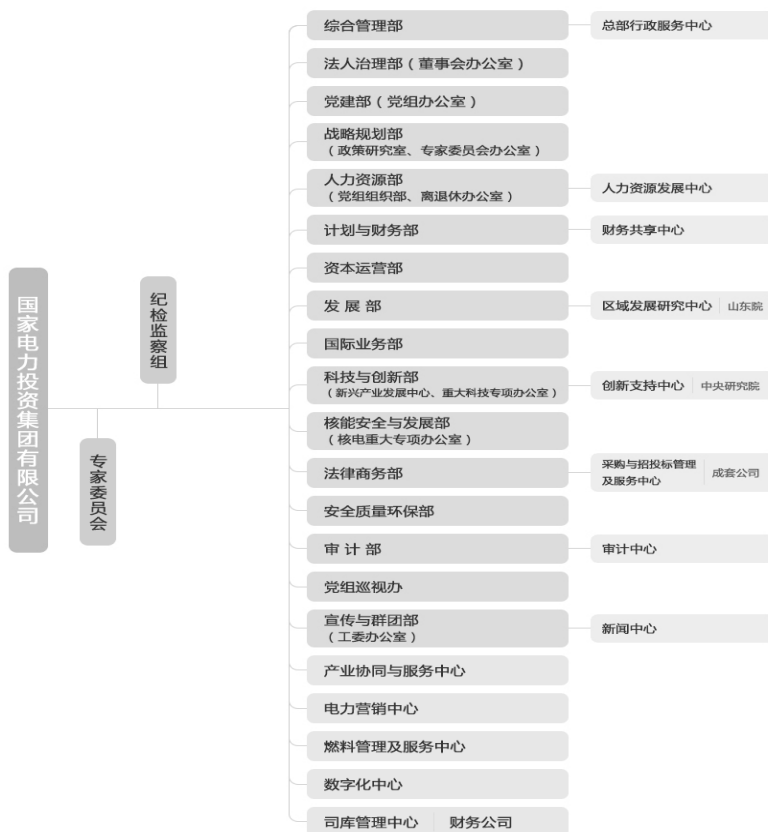 国家电力投资集团有限公司
纪检监察组
专家委员会
综合管理部
总部行政服务中心
法人治理部（董事会办公室）
党建部（党组办公室）
战略规划部
（政策研究室、专家委员会办公室）
人力资源部
（党组组织部、离退休办公室）
人力资源发展中心
计划与财务部
财务共享中心
资本运营部
发 展 部
区域发展研究中心 山东院
国际业务部
科技与创新部
（新兴产业发展中心、重大科技专项办公室）
创新支持中心 中央研究院
核能安全与发展部
（核电重大专项办公室）
法律商务部
采购与招投标管理
及服务中心 成套公司
安全质量环保部
审 计 部
审计中心
党组巡视办
宣传与群团部
（工委办公室）
新闻中心
产业协同与服务中心
电力营销中心
燃料管理及服务中心
数字化中心
司库管理中心 财务公司